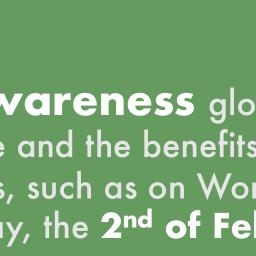 wareness glo
e and the benefits
s, such as on Wor
ay, the 2nd of Fel